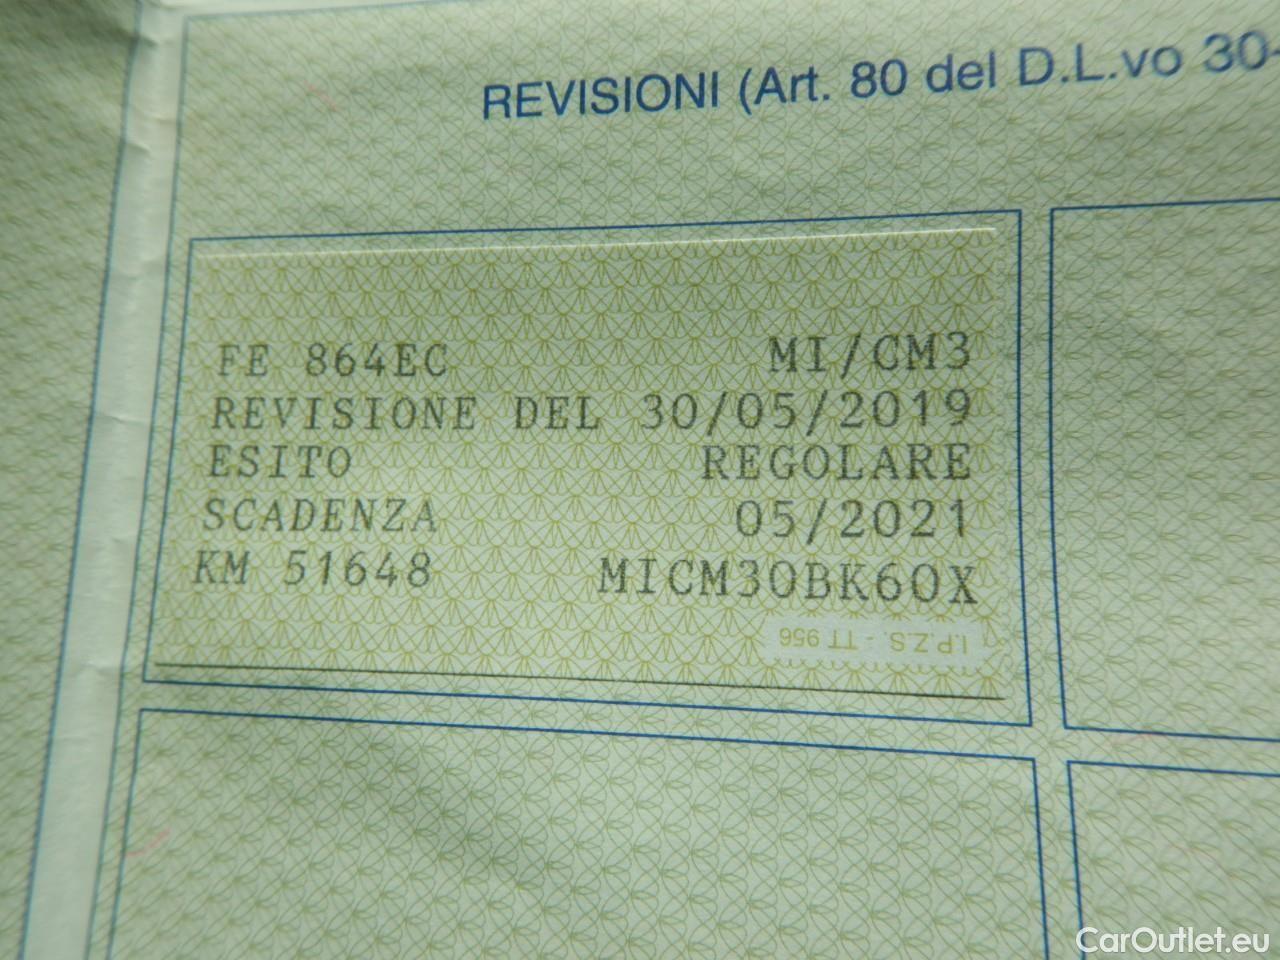 REVISIONI (Art. 80 del D.L.vo 30-
FE 864EC MI/CM3
REVISIONE DEL 30/05/2019
ESITO REGOLARE
SCADENZA 05/2021
KM 51648 MICM30BK60X
I.P.Z.S. - TT 956
CarOutlet.eu